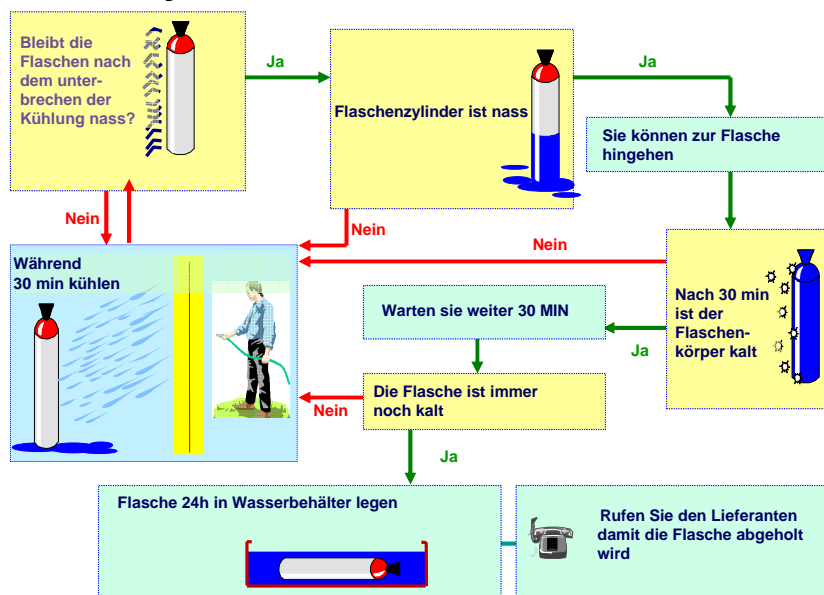 Bleibt die
Flaschen nach
dem unter-
brechen der
Kühlung nass?
Ja
Flaschenzylinder ist nass
Ja
Sie können zur Flasche
hingehen
Nein
Nein
Nein
Während
30 min kühlen
Nach 30 min
ist der
Flaschen-
körper kalt
Ja
Warten sie weiter 30 MIN
Die Flasche ist immer
noch kalt
Nein
Ja
Flasche 24h in Wasserbehälter legen
Rufen Sie den Lieferanten
damit die Flasche abgeholt
wird